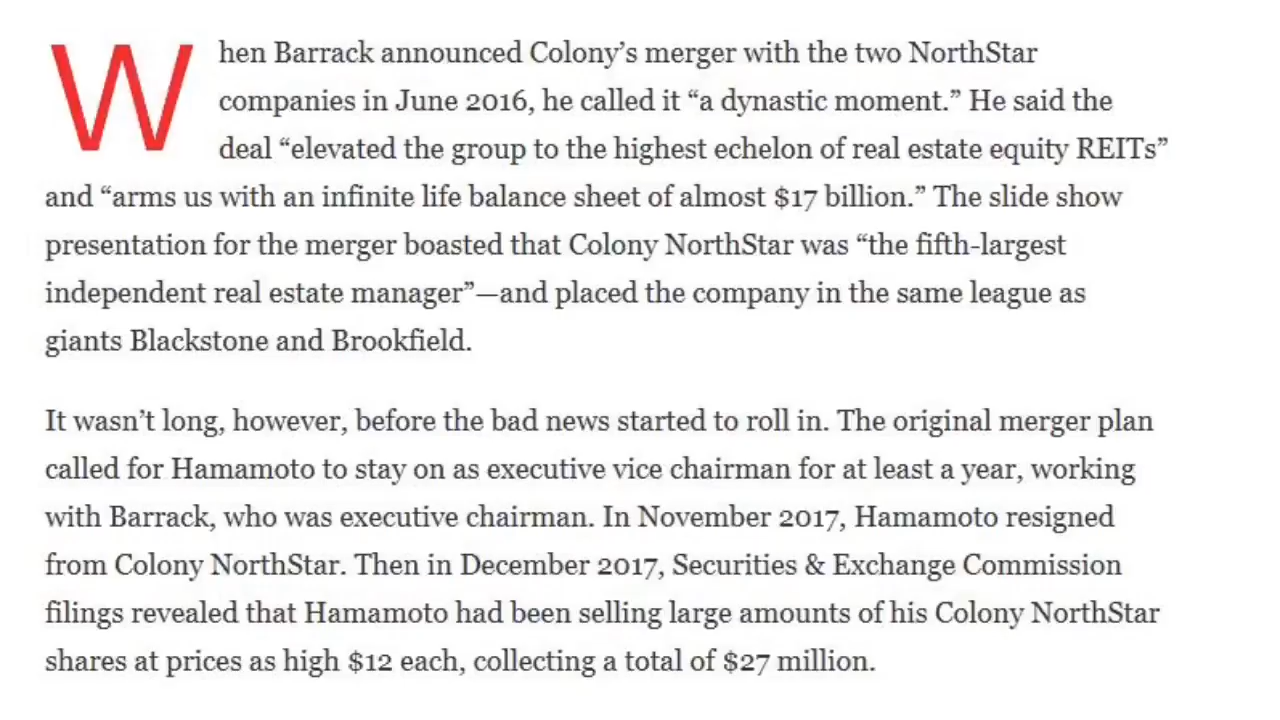 When Barrack announced Colony’s merger with the two NorthStar
companies in June 2016, he called it “a dynastic moment.” He said the
deal “elevated the group to the highest echelon of real estate equity REITs”
and “arms us with an infinite life balance sheet of almost $17 billion.” The slide show
presentation for the merger boasted that Colony NorthStar was “the fifth-largest
independent real estate manager”—and placed the company in the same league as
giants Blackstone and Brookfield.
It wasn’t long, however, before the bad news started to roll in. The original merger plan
called for Hamamoto to stay on as executive vice chairman for at least a year, working
with Barrack, who was executive chairman. In November 2017, Hamamoto resigned
from Colony NorthStar. Then in December 2017, Securities & Exchange Commission
filings revealed that Hamamoto had been selling large amounts of his Colony NorthStar
shares at prices as high $12 each, collecting a total of $27 million.